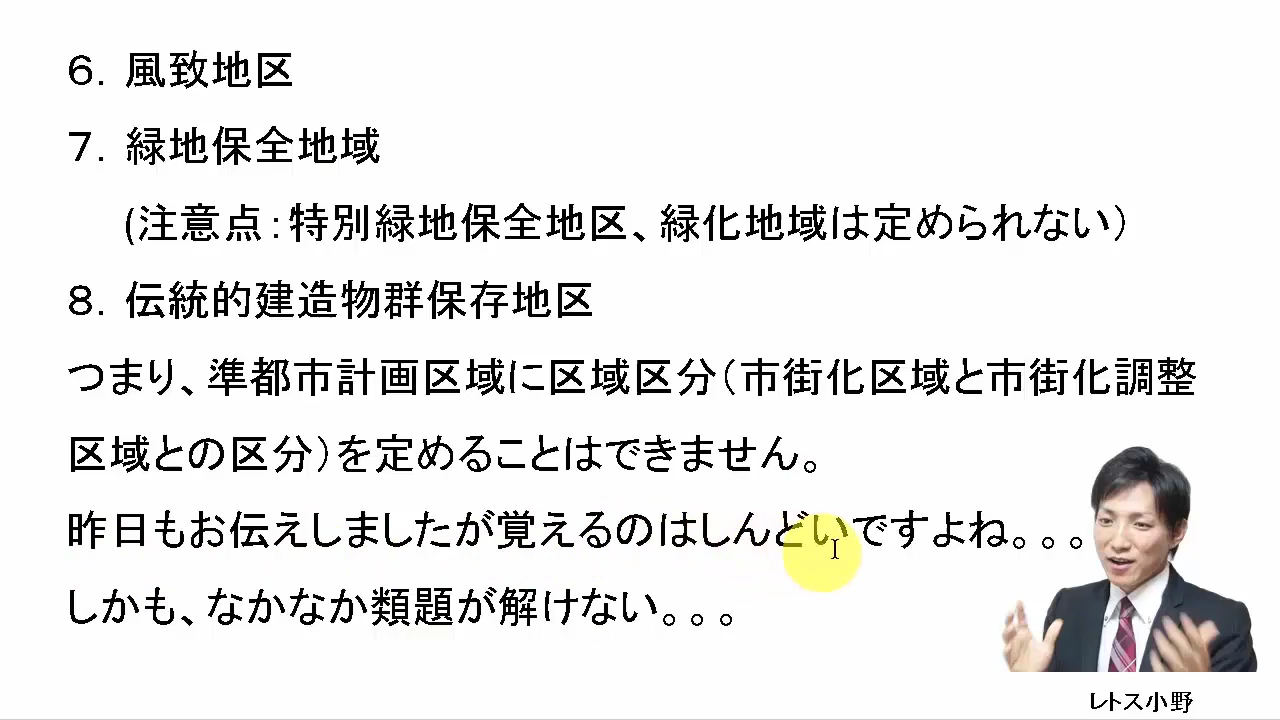 ６．風致地区
７．緑地保全地域
(注意点：特別緑地保全地区、緑化地域は定められない）
８．伝統的建造物群保存地区
つまり、準都市計画区域に区域区分（市街化区域と市街化調整
区域との区分）を定めることはできません。
昨日もお伝えしましたが覚えるのはしんどいですよね。。。
しかも、なかなか類題が解けない。。。
レトス小野